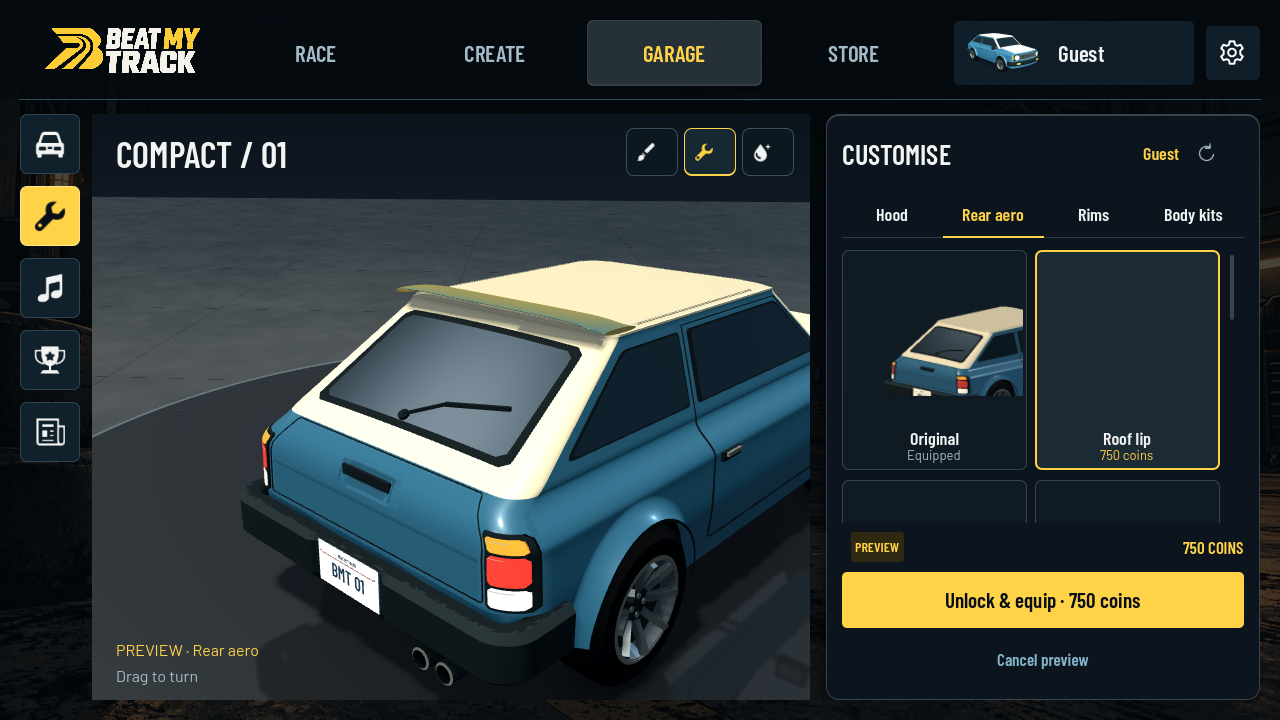 BEAT MY
TRACK
RACE
CREATE
GARAGE
STORE
Guest
COMPACT / 01
CUSTOMISE
Guest
Hood
Rear aero
Rims
Body kits
Original
Equipped
Roof lip
750 coins
BMT 01
PREVIEW
750 COINS
Unlock & equip · 750 coins
Cancel preview
PREVIEW · Rear aero
Drag to turn